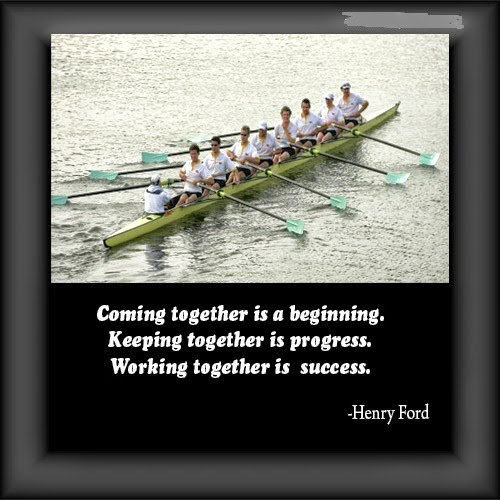 Coming together is a beginning.
Keeping together is progress.
Working together is success.
-Henry Ford